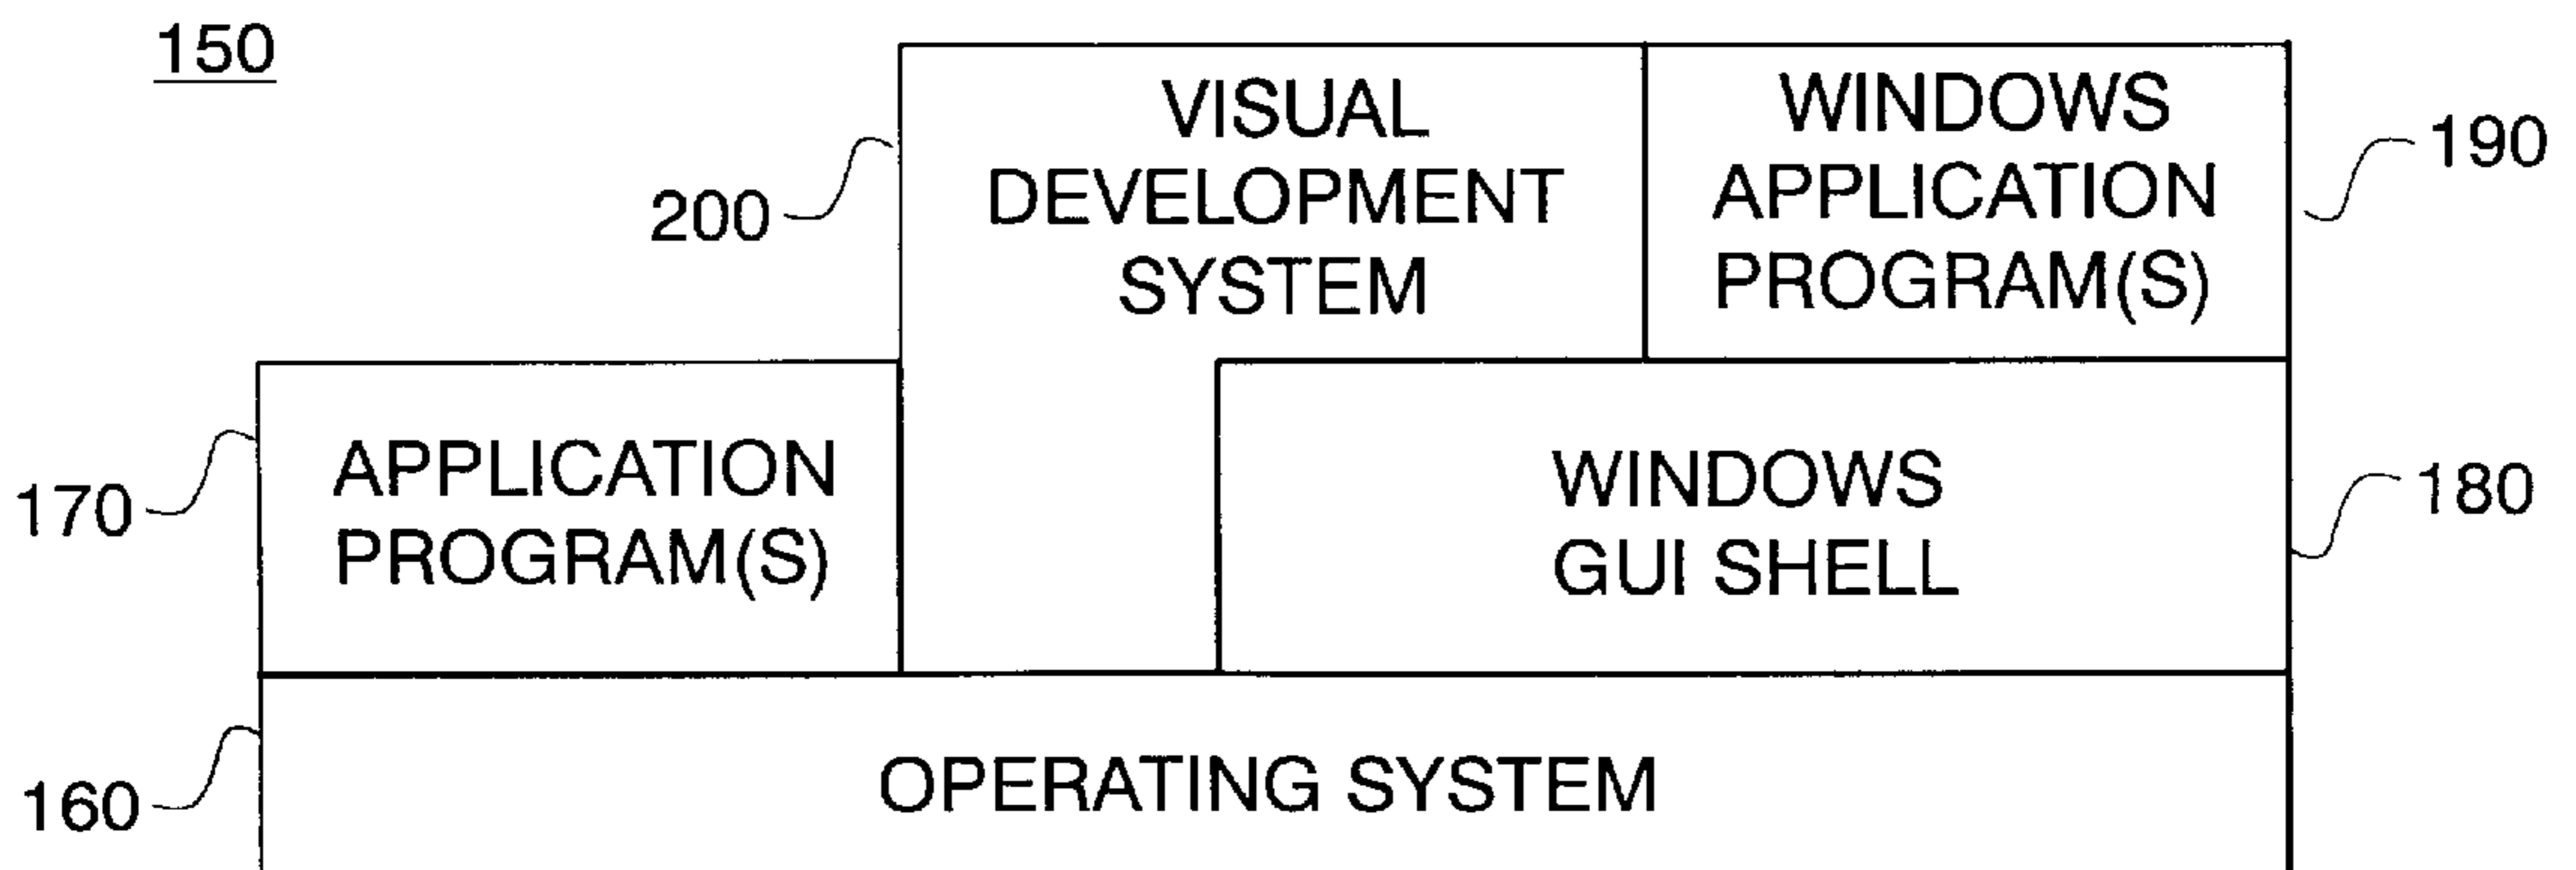 150
VISUAL
DEVELOPMENT
SYSTEM
WINDOWS
APPLICATION
PROGRAM(S)
190
200
APPLICATION
PROGRAM(S)
170
WINDOWS
GUI SHELL
180
OPERATING SYSTEM
160